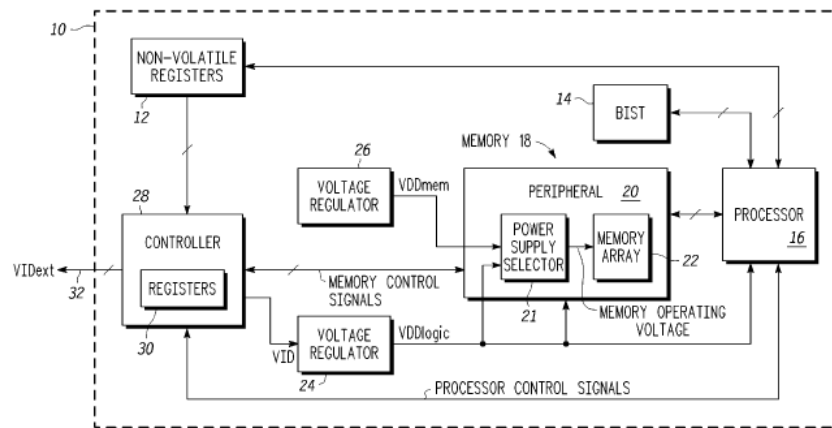 10
NON-VOLATILE
REGISTERS
12
14
BIST
MEMORY 18
26
VOLTAGE
REGULATOR
VDDmem
PERIPHERAL 20
POWER
SUPPLY
SELECTOR
21
MEMORY
ARRAY
22
PROCESSOR
16
28
CONTROLLER
VIDext
32
REGISTERS
30
MEMORY CONTROL
SIGNALS
MEMORY OPERATING
VOLTAGE
VID
VOLTAGE
REGULATOR
24
VDDlogic
PROCESSOR CONTROL SIGNALS